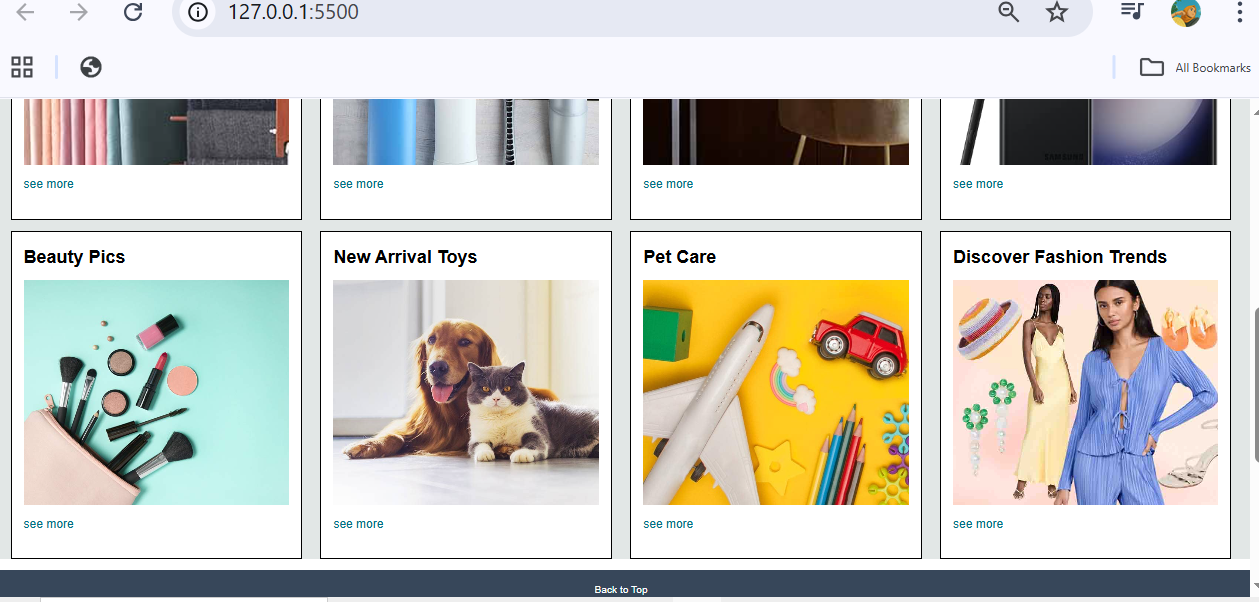 127.0.0.1:5500
All Bookmarks
see more
see more
see more
see more
Beauty Pics
New Arrival Toys
Pet Care
Discover Fashion Trends
see more
see more
see more
see more
Back to Top